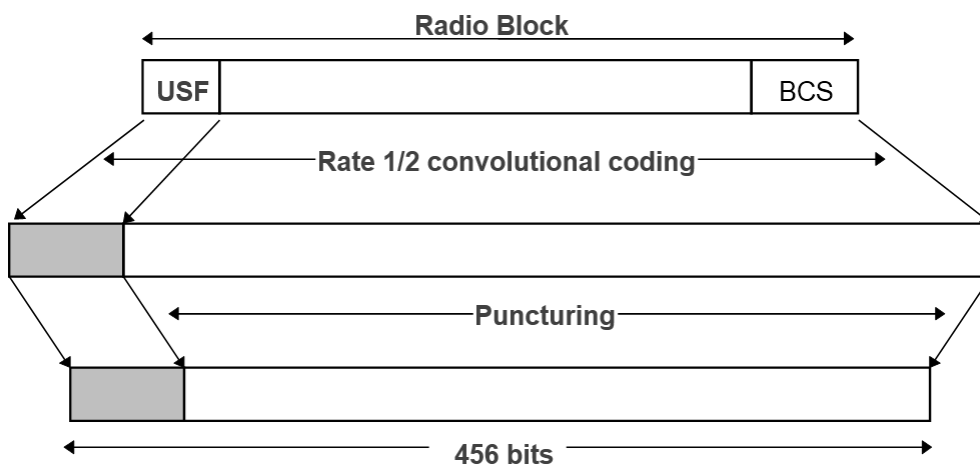 Radio Block
USF
BCS
Rate 1/2 convolutional coding
Puncturing
456 bits